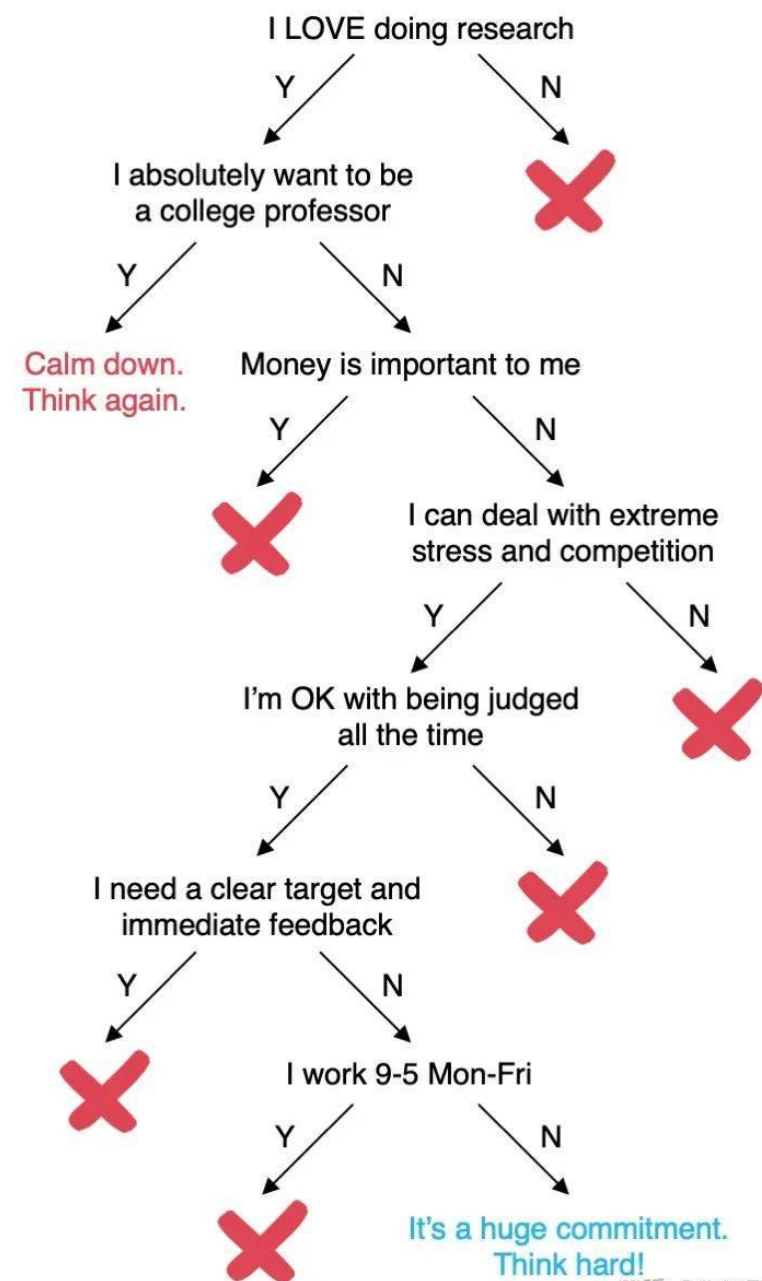 I LOVE doing research
Y
N
I absolutely want to be
a college professor
Y
N
Calm down.
Think again.
Money is important to me
Y
N
I can deal with extreme
stress and competition
Y
N
I'm OK with being judged
all the time
Y
N
I need a clear target and
immediate feedback
Y
N
I work 9-5 Mon-Fri
Y
N
It's a huge commitment.
Think hard!